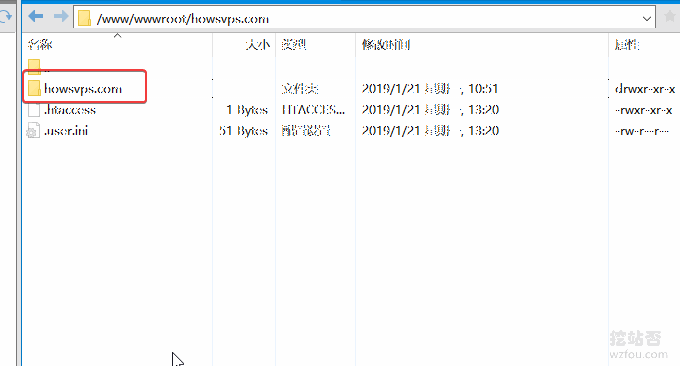 /www/wwwroot/howsvps.com
名称 大小 类型 修改时间 属性
..
howsvps.com 文件夹 2019/1/21 星期一, 10:51 drwxr-xr-x
.htaccess 1 Bytes HTACCES... 2019/1/21 星期一, 13:20 -rwxr-xr-x
.user.ini 51 Bytes 配置设置 2019/1/21 星期一, 13:20 -rw-r--r--
挖站否
wzfou.com